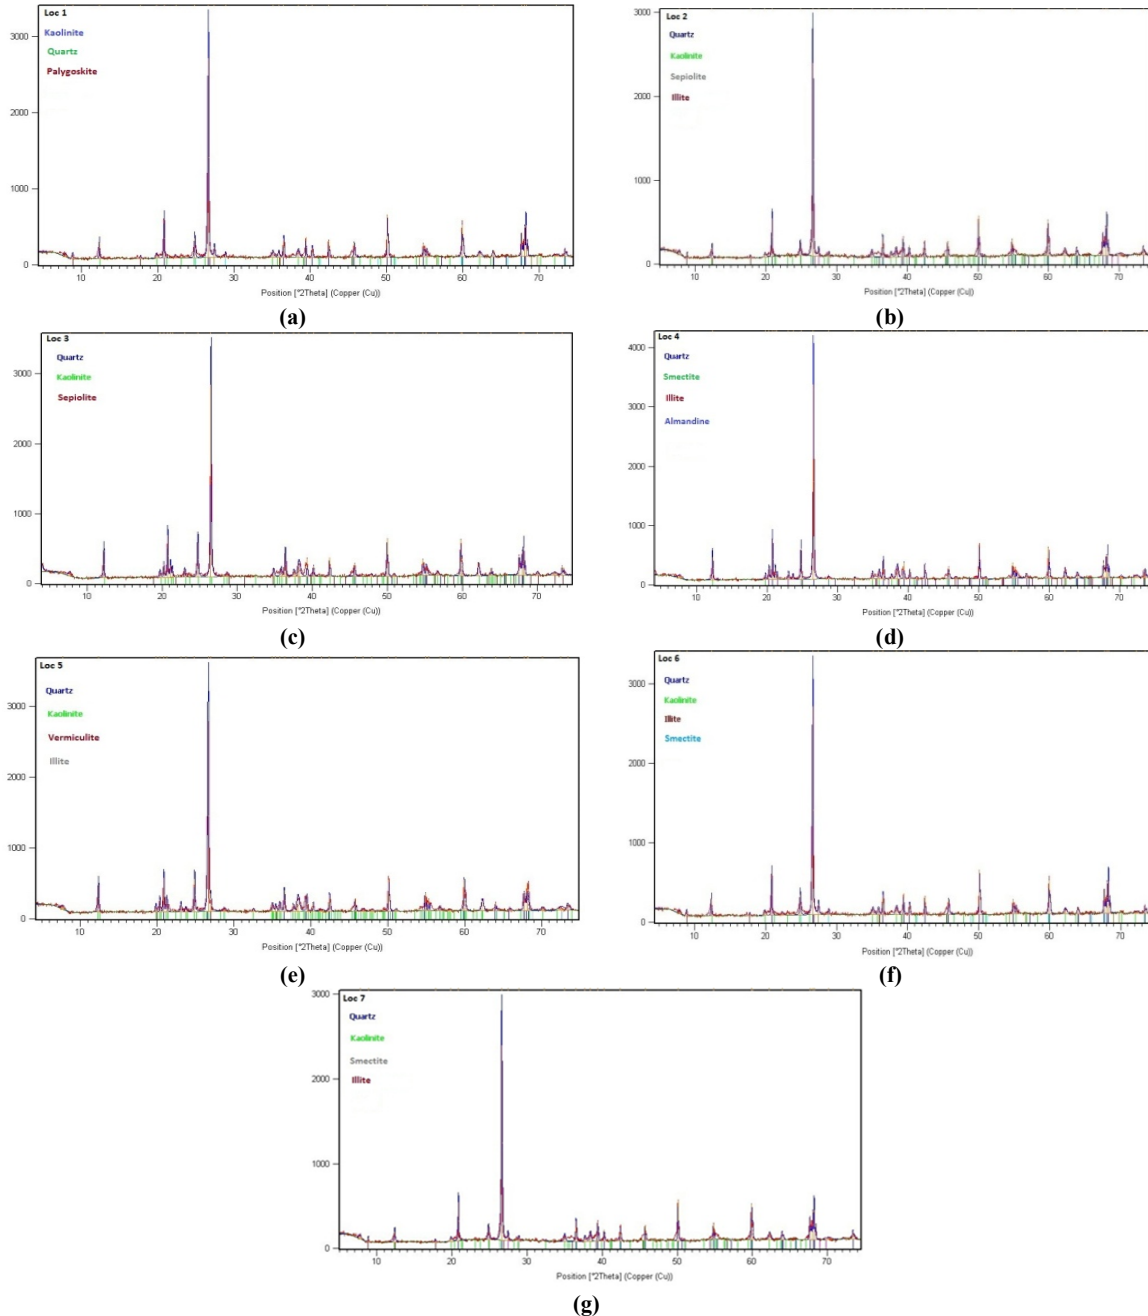 Loc 1
Kaolinite
Quartz
Palygoskite
3000
2000
1000
0
10 20 30 40 50 60 70
Position [°2Theta] (Copper (Cu))
(a)
Loc 2
Quartz
Kaolinite
Sepiolite
Illite
3000
2000
1000
0
10 20 30 40 50 60 70
Position [°2Theta] (Copper (Cu))
(b)
Loc 3
Quartz
Kaolinite
Sepiolite
3000
2000
1000
0
10 20 30 40 50 60 70
Position [°2Theta] (Copper (Cu))
(c)
Loc 4
Quartz
Smectite
Illite
Almandine
4000
3000
2000
1000
0
10 20 30 40 50 60 70
Position [°2Theta] (Copper (Cu))
(d)
Loc 5
Quartz
Kaolinite
Vermiculite
Illite
3000
2000
1000
0
10 20 30 40 50 60 70
Position [°2Theta] (Copper (Cu))
(e)
Loc 6
Quartz
Kaolinite
Illite
Smectite
3000
2000
1000
0
10 20 30 40 50 60 70
Position [°2Theta] (Copper (Cu))
(f)
Loc 7
Quartz
Kaolinite
Smectite
Illite
3000
2000
1000
0
10 20 30 40 50 60 70
Position [°2Theta] (Copper (Cu))
(g)